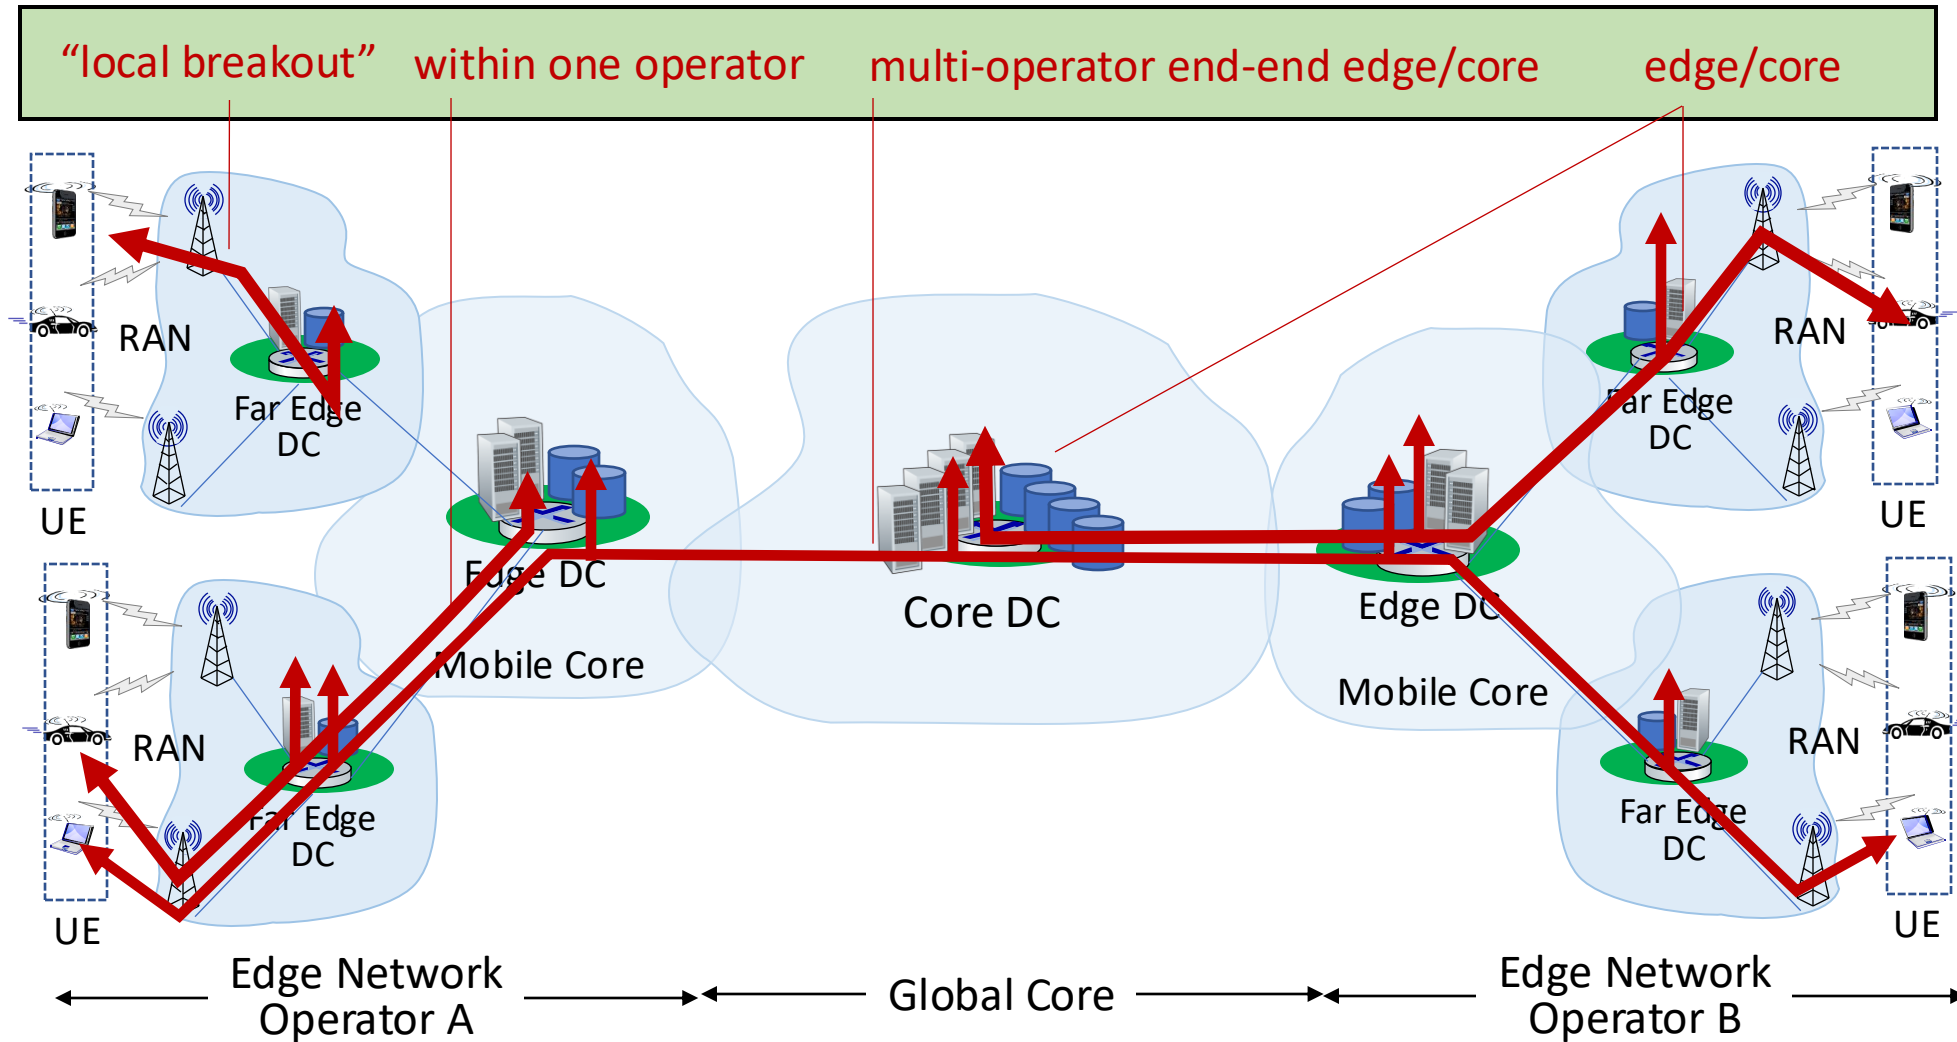 “local breakout” within one operator multi-operator end-end edge/core edge/core
RAN
Far Edge
DC
UE
RAN
Far Edge
DC
UE
Edge DC
Mobile Core
Core DC
Edge DC
Mobile Core
RAN
Far Edge
DC
UE
RAN
Far Edge
DC
UE
Edge Network
Operator A
Global Core
Edge Network
Operator B